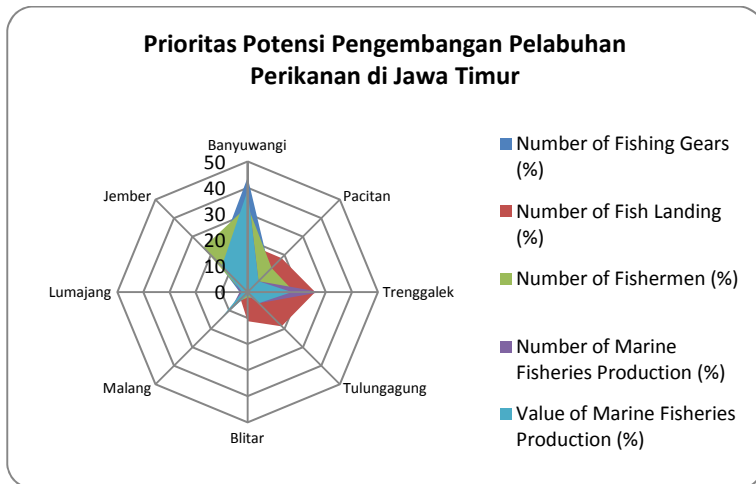 Prioritas Potensi Pengembangan Pelabuhan
Perikanan di Jawa Timur
Banyuwangi
Pacitan
Trenggalek
Tulungagung
Blitar
Malang
Lumajang
Jember
50
40
30
20
10
0
Number of Fishing Gears
(%)
Number of Fish Landing
(%)
Number of Fishermen (%)
Number of Marine
Fisheries Production (%)
Value of Marine Fisheries
Production (%)